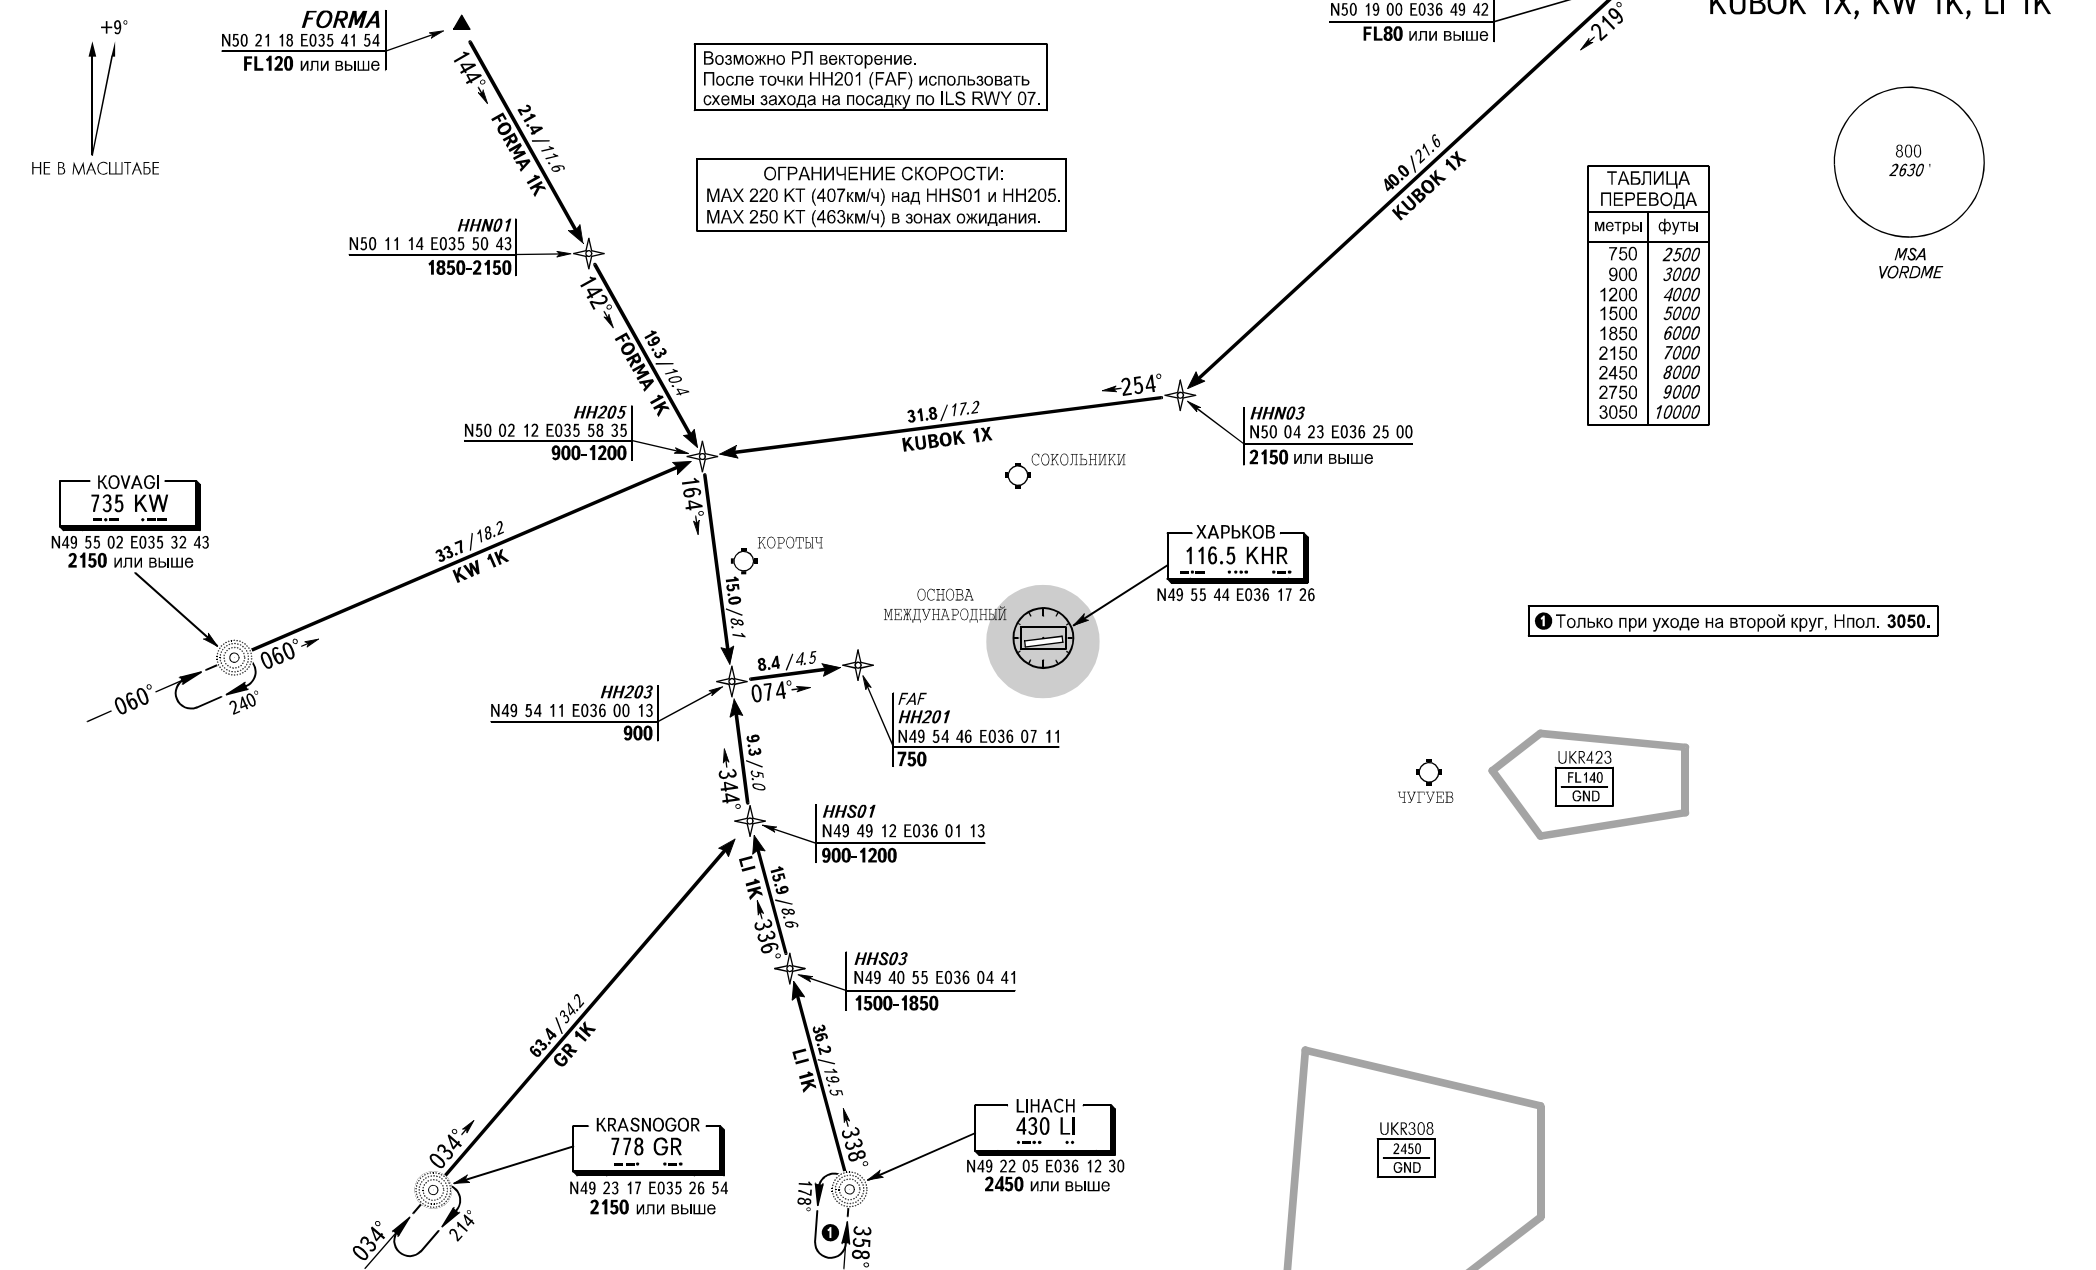 +9°
НЕ В МАСШТАБЕ
FORMA
N50 21 18 E035 41 54
FL120 или выше
144°
21.4 / 11.6
FORMA 1K
Возможно РЛ векторение.
После точки HH201 (FAF) использовать
схемы захода на посадку по ILS RWY 07.
ОГРАНИЧЕНИЕ СКОРОСТИ:
MAX 220 KT (407км/ч) над HHS01 и HH205.
MAX 250 KT (463км/ч) в зонах ожидания.
N50 19 00 E036 49 42
FL80 или выше
219°
KUBOK 1X, KW 1K, LI 1K
40.0 / 21.6
KUBOK 1X
ТАБЛИЦА
ПЕРЕВОДА
метры футы
750 2500
900 3000
1200 4000
1500 5000
1850 6000
2150 7000
2450 8000
2750 9000
3050 10000
800
2630 '
MSA
VORDME
HHN01
N50 11 14 E035 50 43
1850-2150
142°
19.3 / 10.4
FORMA 1K
HH205
N50 02 12 E035 58 35
900-1200
254°
31.8 / 17.2
KUBOK 1X
HHN03
N50 04 23 E036 25 00
2150 или выше
СОКОЛЬНИКИ
KOVAGI
735 KW
N49 55 02 E035 32 43
2150 или выше
33.7 / 18.2
KW 1K
060°
060°
240°
164°
КОРОТЫЧ
15.0 / 8.1
ОСНОВА
МЕЖДУНАРОДНЫЙ
ХАРЬКОВ
116.5 KHR
N49 55 44 E036 17 26
1 Только при уходе на второй круг, Нпол. 3050.
HH203
N49 54 11 E036 00 13
900
8.4 / 4.5
074°
FAF
HH201
N49 54 46 E036 07 11
750
9.3 / 5.0
344°
HHS01
N49 49 12 E036 01 13
900-1200
ЧУГУЕВ
UKR423
FL140
GND
LI 1K
15.9 / 8.6
336°
HHS03
N49 40 55 E036 04 41
1500-1850
63.4 / 34.2
GR 1K
36.2 / 19.5
LI 1K
034°
034°
214°
KRASNOGOR
778 GR
N49 23 17 E035 26 54
2150 или выше
LIHACH
430 LI
N49 22 05 E036 12 30
2450 или выше
338°
178°
1
358°
UKR308
2450
GND